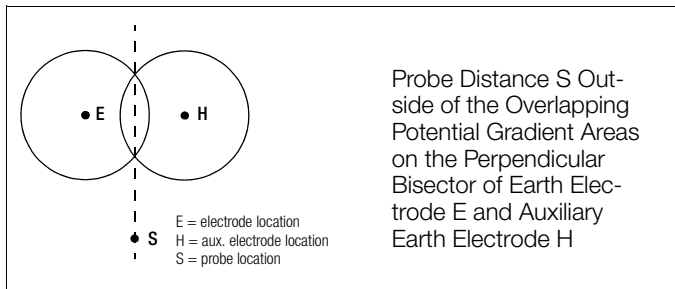 E
H
S
E = electrode location
H = aux. electrode location
S = probe location
Probe Distance S Out-
side of the Overlapping
Potential Gradient Areas
on the Perpendicular
Bisector of Earth Elec-
trode E and Auxiliary
Earth Electrode H